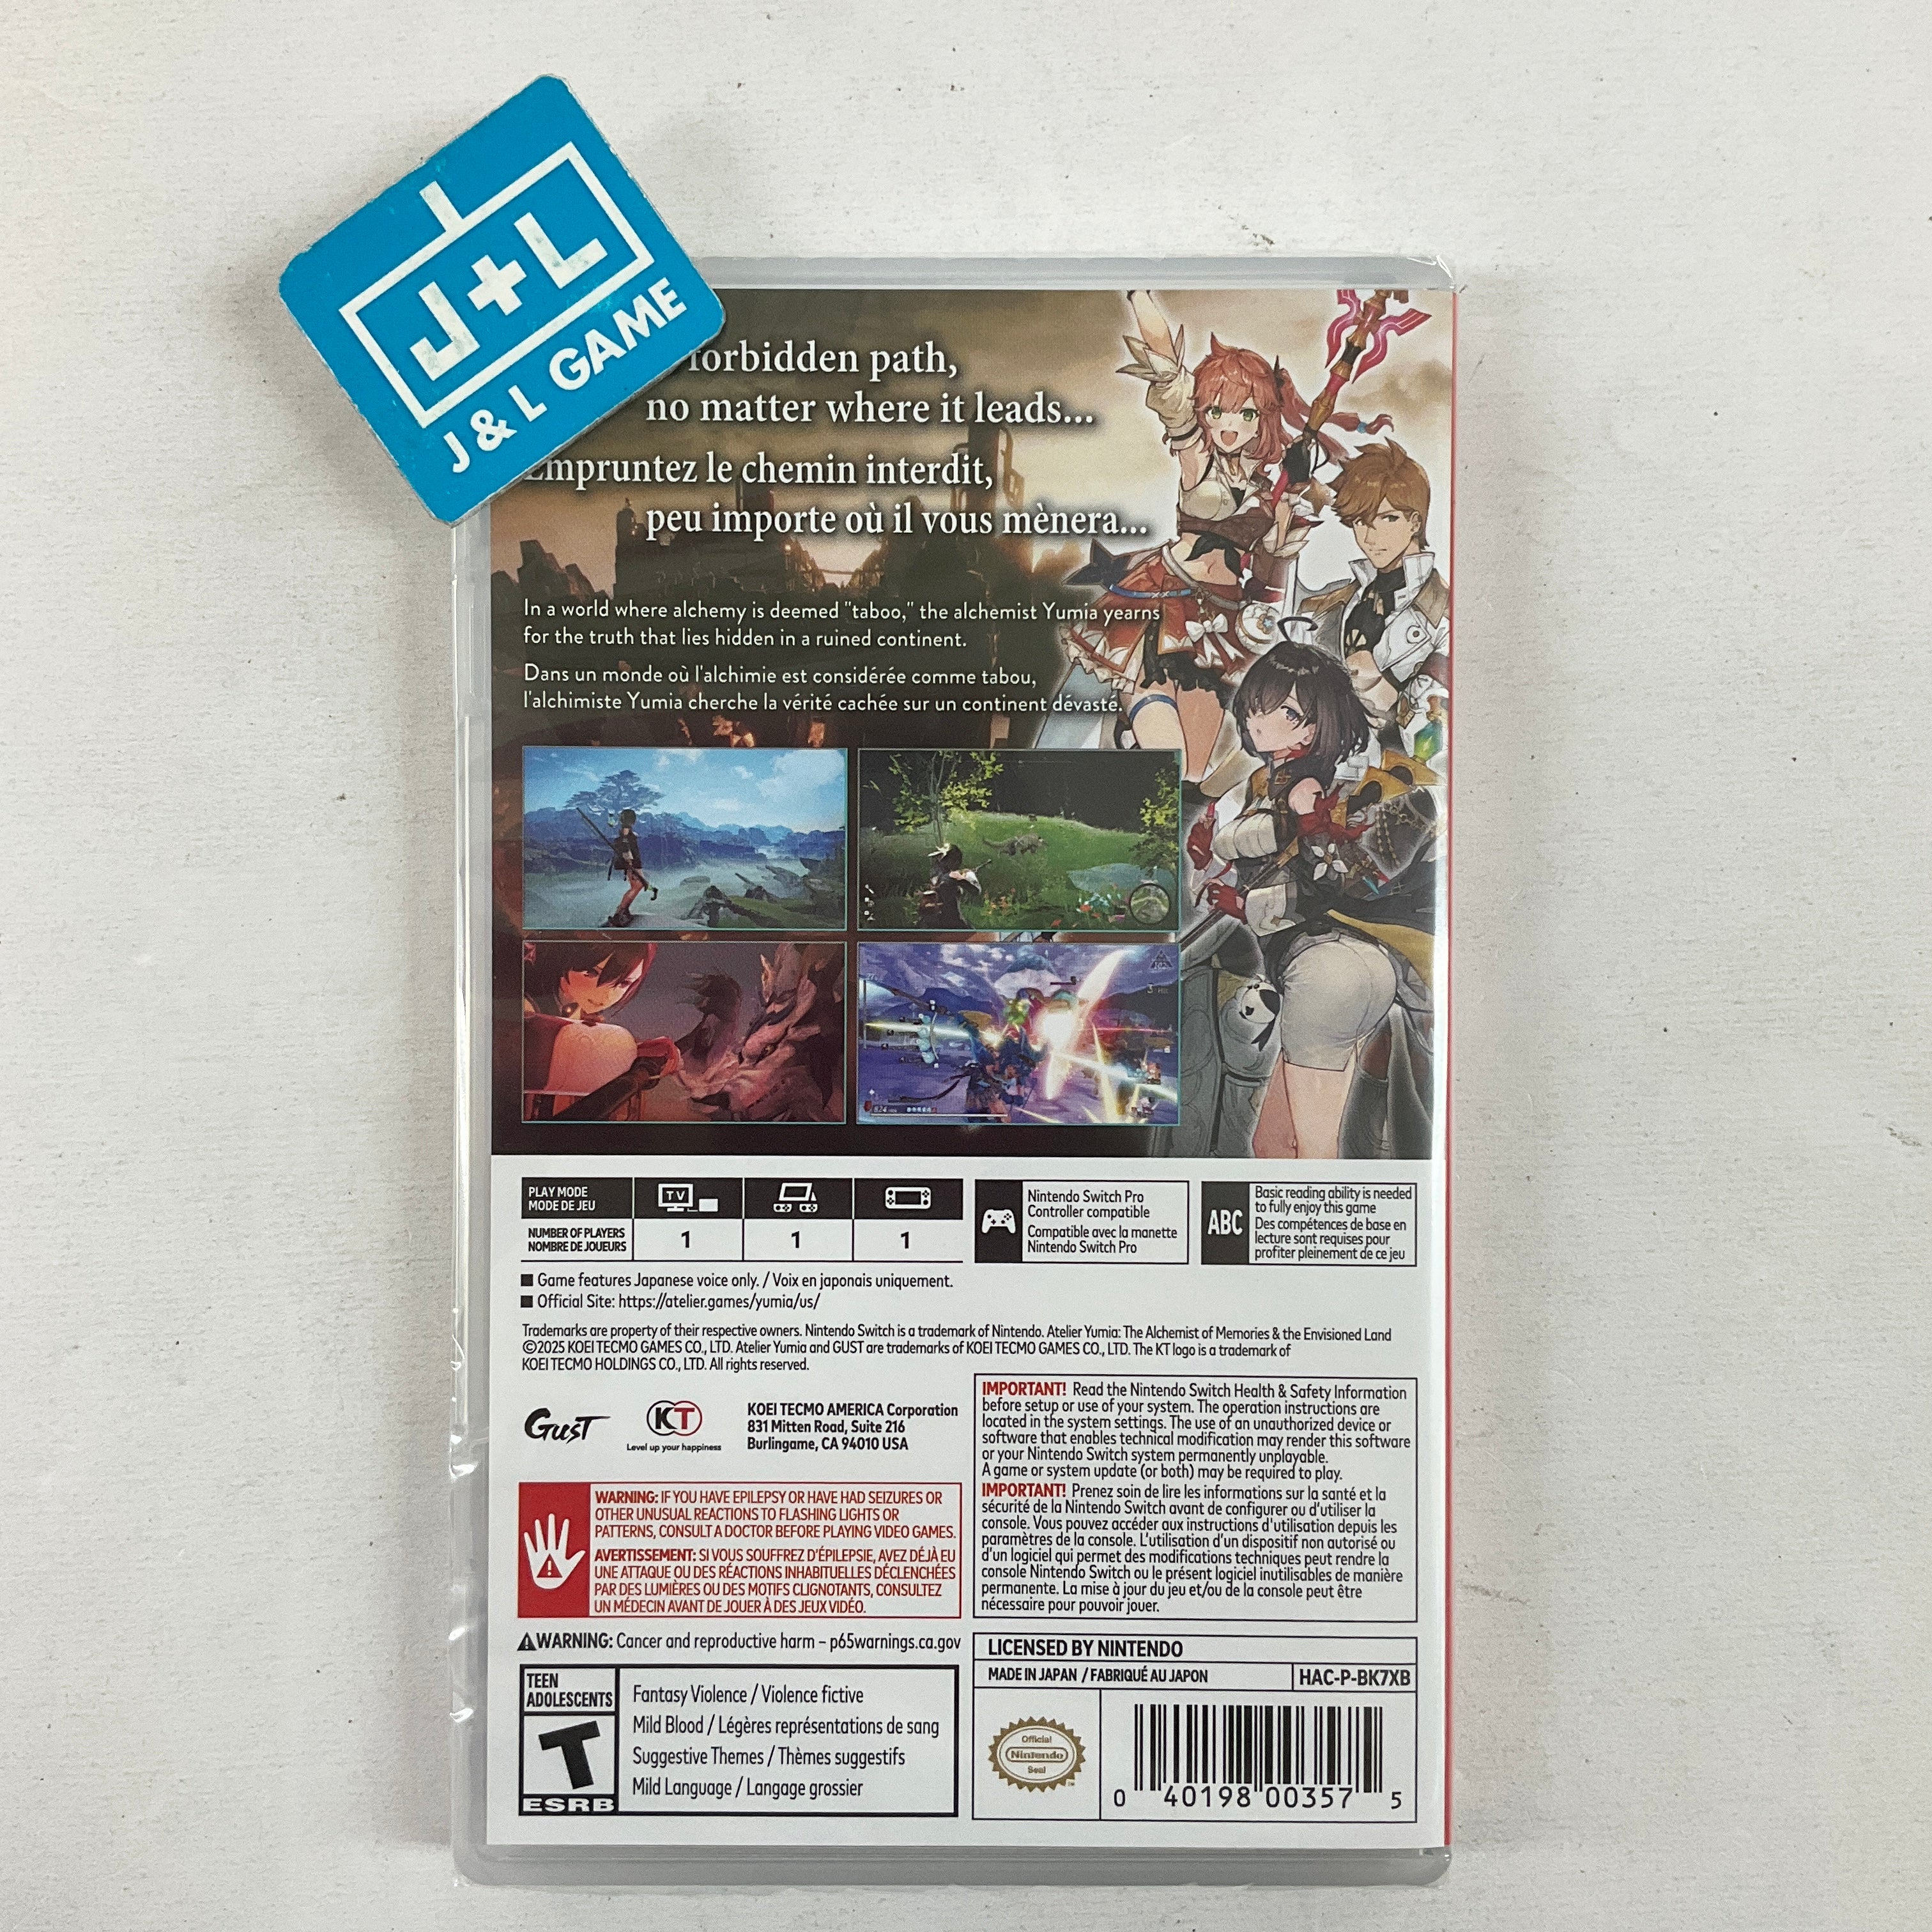 J+L
J & L GAME
forbidden path,
no matter where it leads...
Empruntez le chemin interdit,
peu importe où il vous mènera...
In a world where alchemy is deemed "taboo," the alchemist Yumia yearns
for the truth that lies hidden in a ruined continent.
Dans un monde où l'alchimie est considérée comme tabou,
l'alchimiste Yumia cherche la vérité cachée sur un continent dévasté.
PLAY MODE
MODE DE JEU
TV
NUMBER OF PLAYERS
NOMBRE DE JOUEURS
1
1
1
Nintendo Switch Pro
Controller compatible
Compatible avec la manette
Nintendo Switch Pro
ABC
Basic reading ability is needed
to fully enjoy this game
Des compétences de base en
lecture sont requises pour
profiter pleinement de ce jeu
■ Game features Japanese voice only. / Voix en japonais uniquement.
■ Official Site: https://atelier.games/yumia/us/
Trademarks are property of their respective owners. Nintendo Switch is a trademark of Nintendo. Atelier Yumia: The Alchemist of Memories & the Envisioned Land
©2025 KOEI TECMO GAMES CO., LTD. Atelier Yumia and GUST are trademarks of KOEI TECMO GAMES CO., LTD. The KT logo is a trademark of
KOEI TECMO HOLDINGS CO., LTD. All rights reserved.
GUST
KT
Level up your happiness
KOEI TECMO AMERICA Corporation
831 Mitten Road, Suite 216
Burlingame, CA 94010 USA
IMPORTANT! Read the Nintendo Switch Health & Safety Information
before setup or use of your system. The operation instructions are
located in the system settings. The use of an unauthorized device or
software that enables technical modification may render this software
or your Nintendo Switch system permanently unplayable.
A game or system update (or both) may be required to play.
IMPORTANT! Prenez soin de lire les informations sur la santé et la
sécurité de la Nintendo Switch avant de configurer ou d'utiliser la
console. Vous pouvez accéder aux instructions d'utilisation depuis les
paramètres de la console. L'utilisation d'un dispositif non autorisé ou
d'un logiciel qui permet des modifications techniques peut rendre la
console Nintendo Switch ou le présent logiciel inutilisables de manière
permanente. La mise à jour du jeu et/ou de la console peut être
nécessaire pour pouvoir jouer.
WARNING: IF YOU HAVE EPILEPSY OR HAVE HAD SEIZURES OR
OTHER UNUSUAL REACTIONS TO FLASHING LIGHTS OR
PATTERNS, CONSULT A DOCTOR BEFORE PLAYING VIDEO GAMES.
AVERTISSEMENT: SI VOUS SOUFFREZ D'ÉPILEPSIE, AVEZ DÉJÀ EU
UNE ATTAQUE OU DES RÉACTIONS INHABITUELLES DÉCLENCHÉES
PAR DES LUMIÈRES OU DES MOTIFS CLIGNOTANTS, CONSULTEZ
UN MÉDECIN AVANT DE JOUER À DES JEUX VIDÉO.
WARNING: Cancer and reproductive harm – p65warnings.ca.gov
TEEN
ADOLESCENTS
T
ESRB
Fantasy Violence / Violence fictive
Mild Blood / Légères représentations de sang
Suggestive Themes / Thèmes suggestifs
Mild Language / Langage grossier
LICENSED BY NINTENDO
MADE IN JAPAN / FABRIQUÉ AU JAPON
HAC-P-BK7XB
Official
Nintendo
Seal
0 40198 00357 5